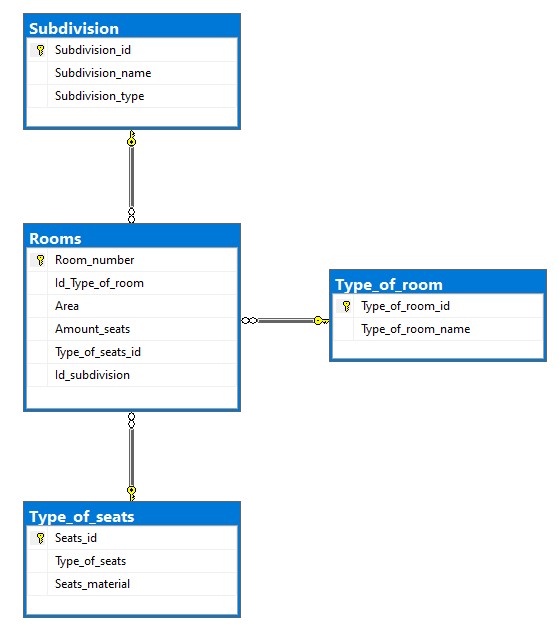 Subdivision
Subdivision_id
Subdivision_name
Subdivision_type
Rooms
Room_number
Id_Type_of_room
Area
Amount_seats
Type_of_seats_id
Id_subdivision
Type_of_room
Type_of_room_id
Type_of_room_name
Type_of_seats
Seats_id
Type_of_seats
Seats_material